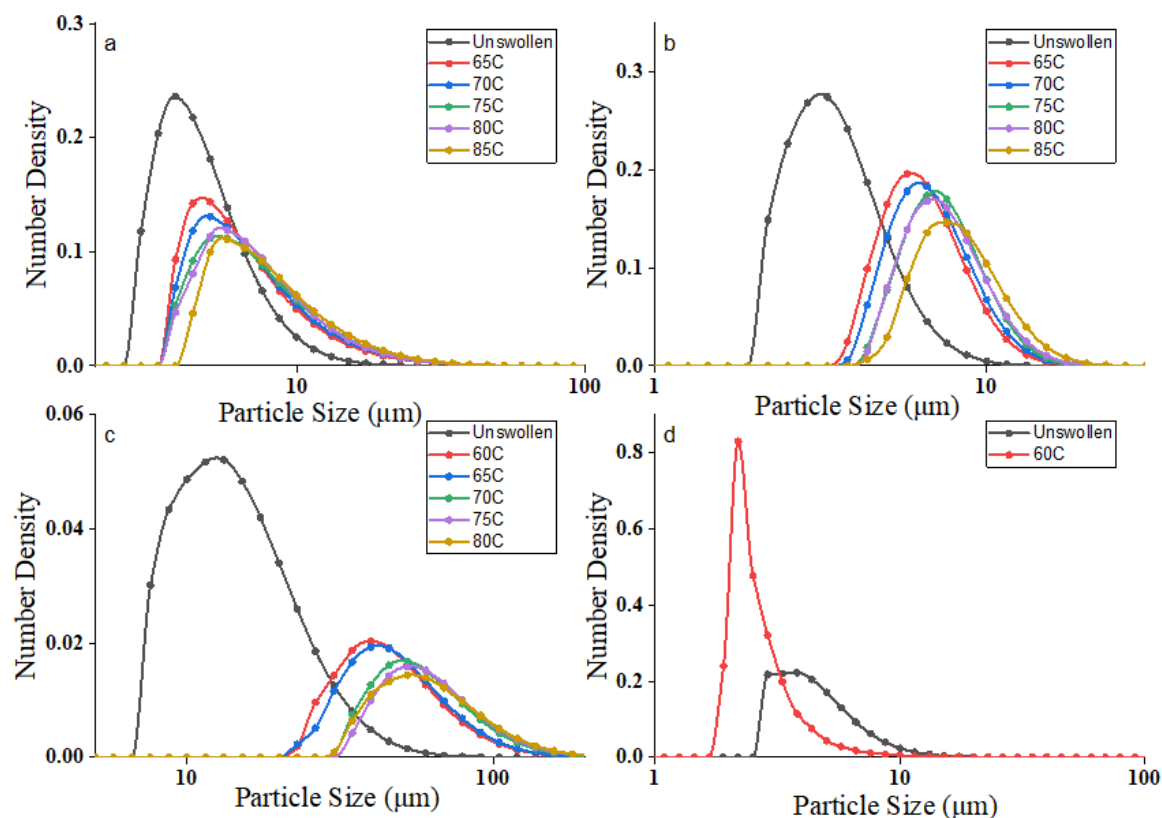 a
Number Density
0.3
0.2
0.1
0.0
10
100
Particle Size (μm)
Unswollen
65C
70C
75C
80C
85C
b
Number Density
0.3
0.2
0.1
0.0
1
10
Particle Size (μm)
Unswollen
65C
70C
75C
80C
85C
c
Number Density
0.06
0.04
0.02
0.00
10
100
Particle Size (μm)
Unswollen
60C
65C
70C
75C
80C
d
Number Density
0.8
0.6
0.4
0.2
0.0
1
10
100
Particle Size (μm)
Unswollen
60C